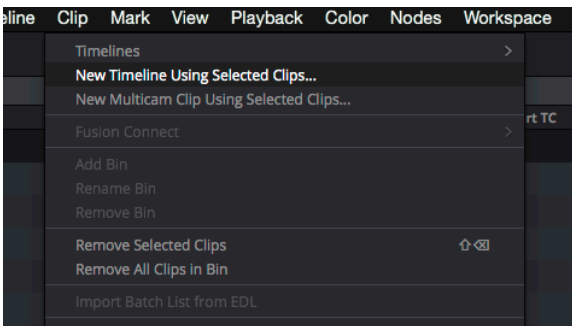 eline Clip Mark View Playback Color Nodes Workspace
Timelines >
New Timeline Using Selected Clips...
New Multicam Clip Using Selected Clips...
rt TC
Fusion Connect >
Add Bin
Rename Bin
Remove Bin
Remove Selected Clips ⇧⌫
Remove All Clips in Bin
Import Batch List from EDL